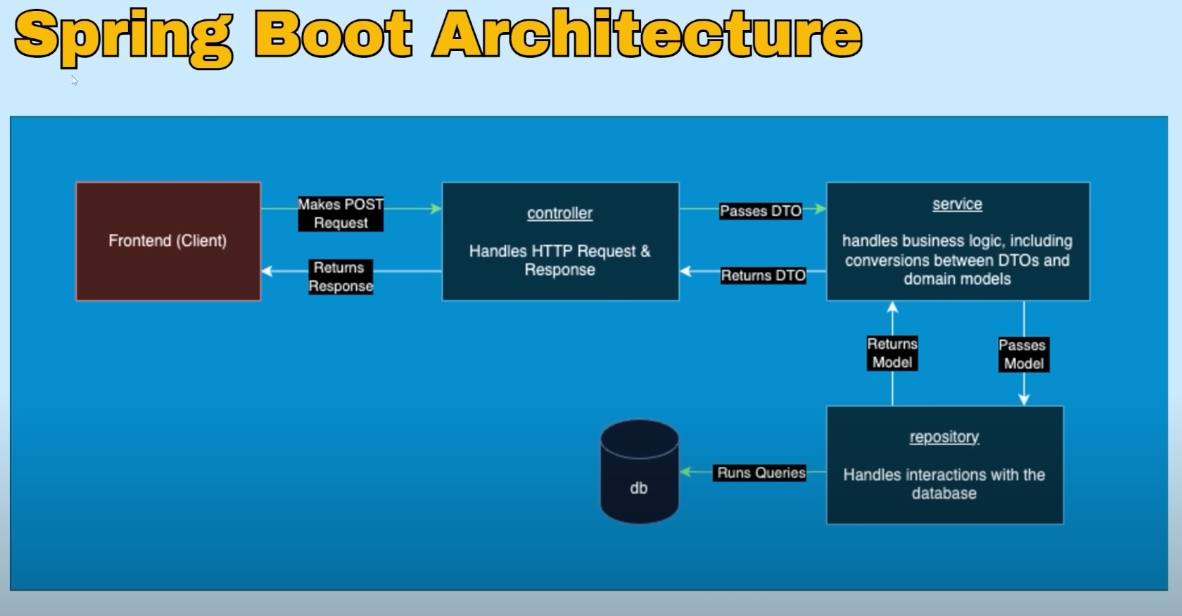 Spring Boot Architecture
Frontend (Client)
Makes POST
Request
Returns
Response
controller
Handles HTTP Request &
Response
Passes DTO
Returns DTO
service
handles business logic, including
conversions between DTOs and
domain models
Returns
Model
Passes
Model
repository
Handles interactions with the
database
Runs Queries
db